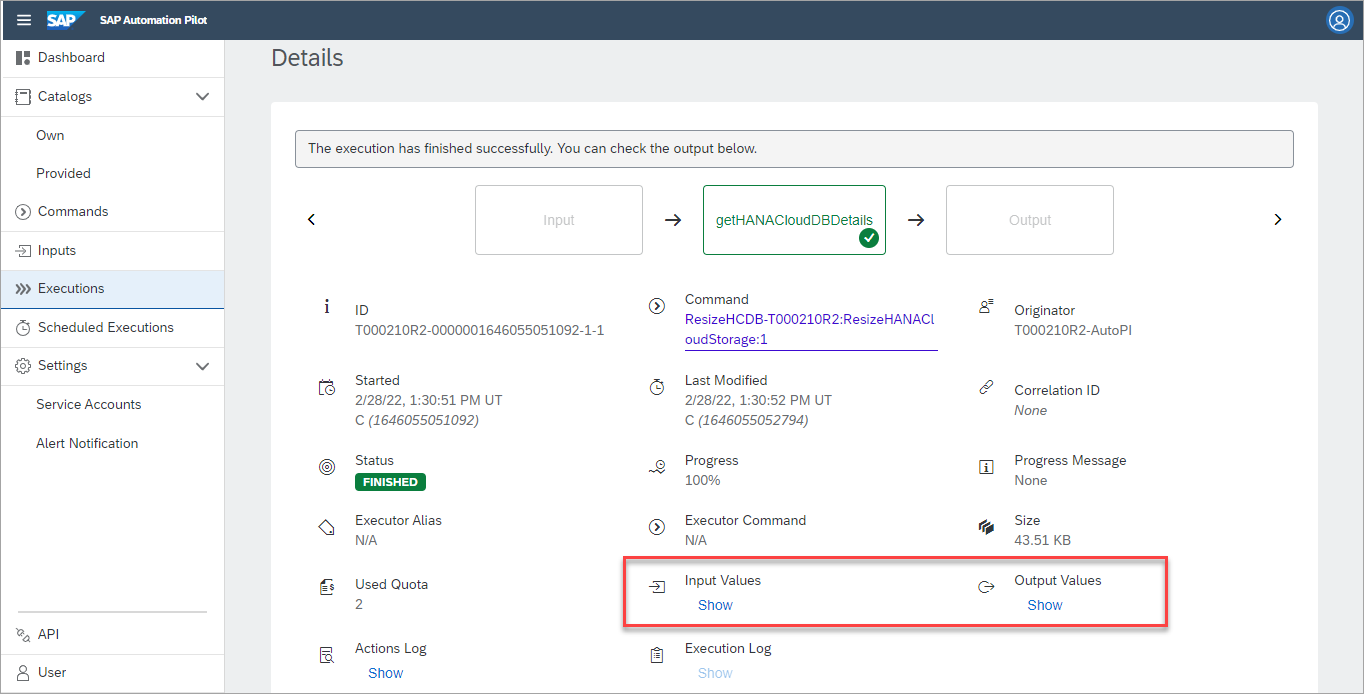 SAP SAP Automation Pilot
Dashboard
Catalogs
Own
Provided
Commands
Inputs
Executions
Scheduled Executions
Settings
Service Accounts
Alert Notification
API
User
Details
The execution has finished successfully. You can check the output below.
Input
getHANACloudDBDetails
Output
ID
T000210R2-0000001646055051092-1-1
Command
ResizeHCDB-T000210R2:ResizeHANACl
oudStorage:1
Originator
T000210R2-AutoPI
Started
2/28/22, 1:30:51 PM UT
C (1646055051092)
Last Modified
2/28/22, 1:30:52 PM UT
C (1646055052794)
Correlation ID
None
Status
FINISHED
Progress
100%
Progress Message
None
Executor Alias
N/A
Executor Command
N/A
Size
43.51 KB
Used Quota
2
Input Values
Show
Output Values
Show
Actions Log
Show
Execution Log
Show